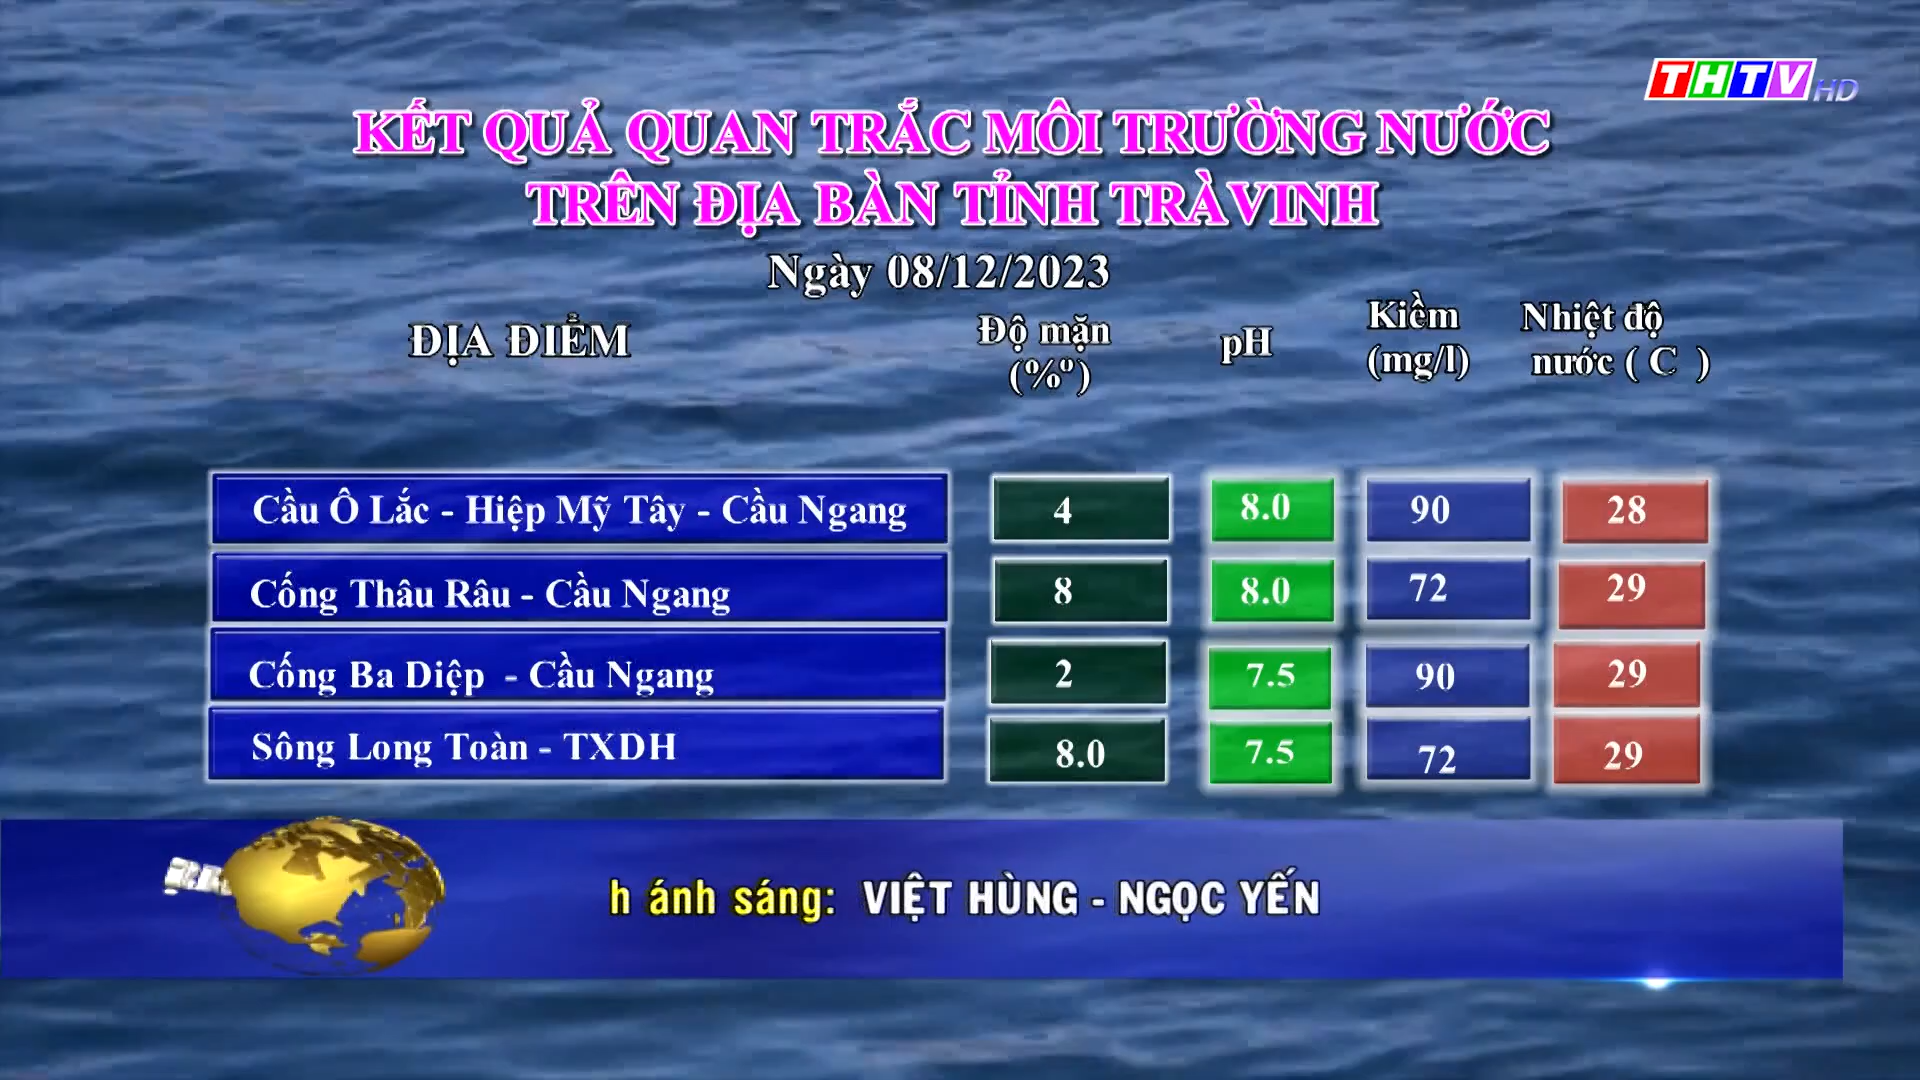 THTV HD
KẾT QUẢ QUAN TRẮC MÔI TRƯỜNG NƯỚC
TRÊN ĐỊA BÀN TỈNH TRÀVINH
Ngày 08/12/2023
ĐỊA ĐIỂM Độ mặn (%º) pH Kiềm (mg/l) Nhiệt độ nước ( C )
Cầu Ô Lắc - Hiệp Mỹ Tây - Cầu Ngang 4 8.0 90 28
Cống Thâu Râu - Cầu Ngang 8 8.0 72 29
Cống Ba Diệp - Cầu Ngang 2 7.5 90 29
Sông Long Toàn - TXDH 8.0 7.5 72 29
h ánh sáng: VIỆT HÙNG - NGỌC YẾN